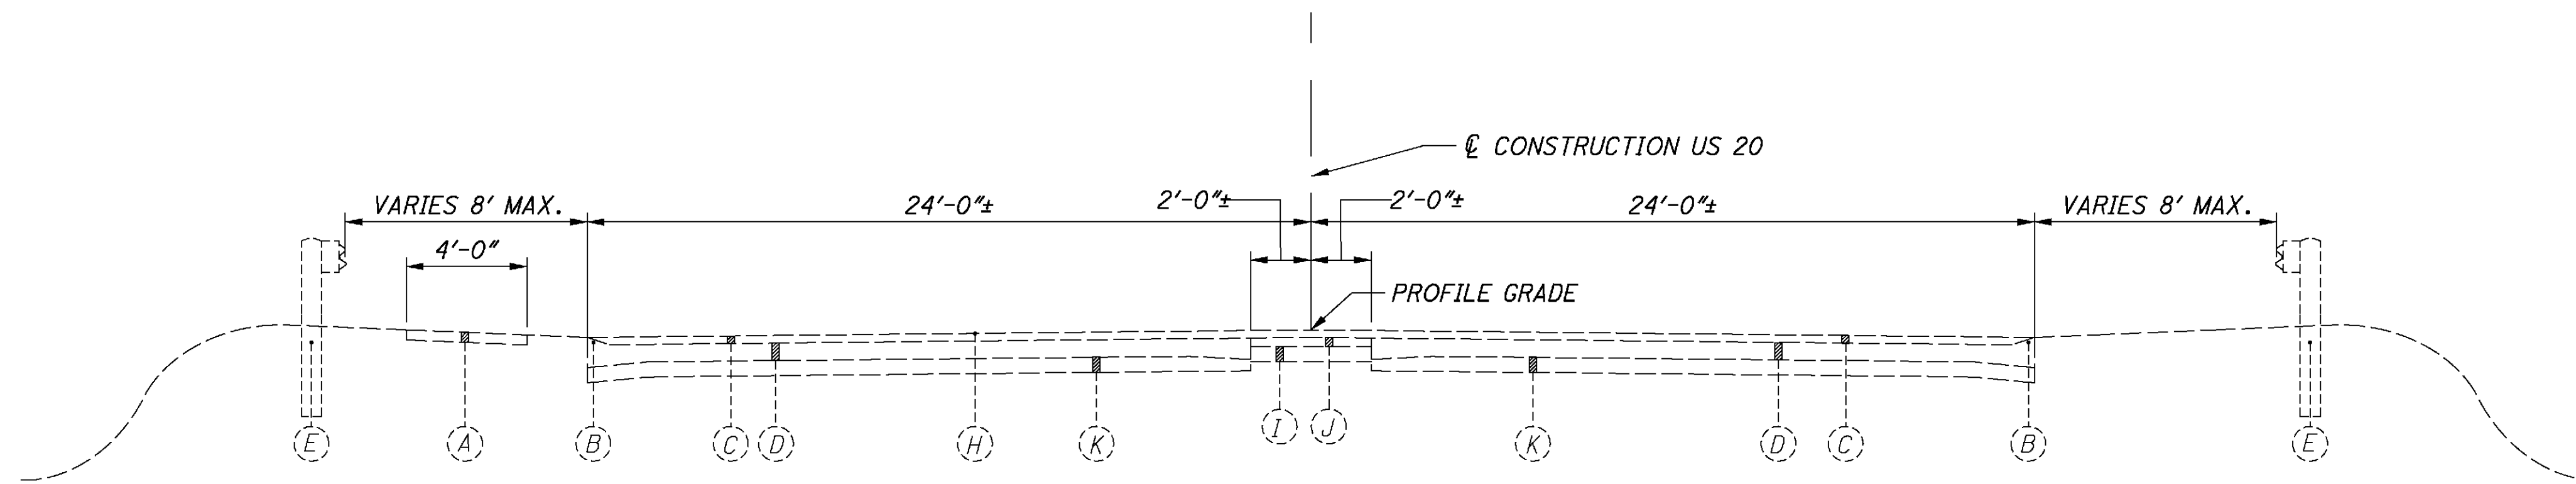 ℄ CONSTRUCTION US 20
VARIES 8' MAX.
24'-0"±
2'-0"±
2'-0"±
24'-0"±
VARIES 8' MAX.
4'-0"
PROFILE GRADE
E
A
B
C
D
H
K
I
J
K
D
C
B
E